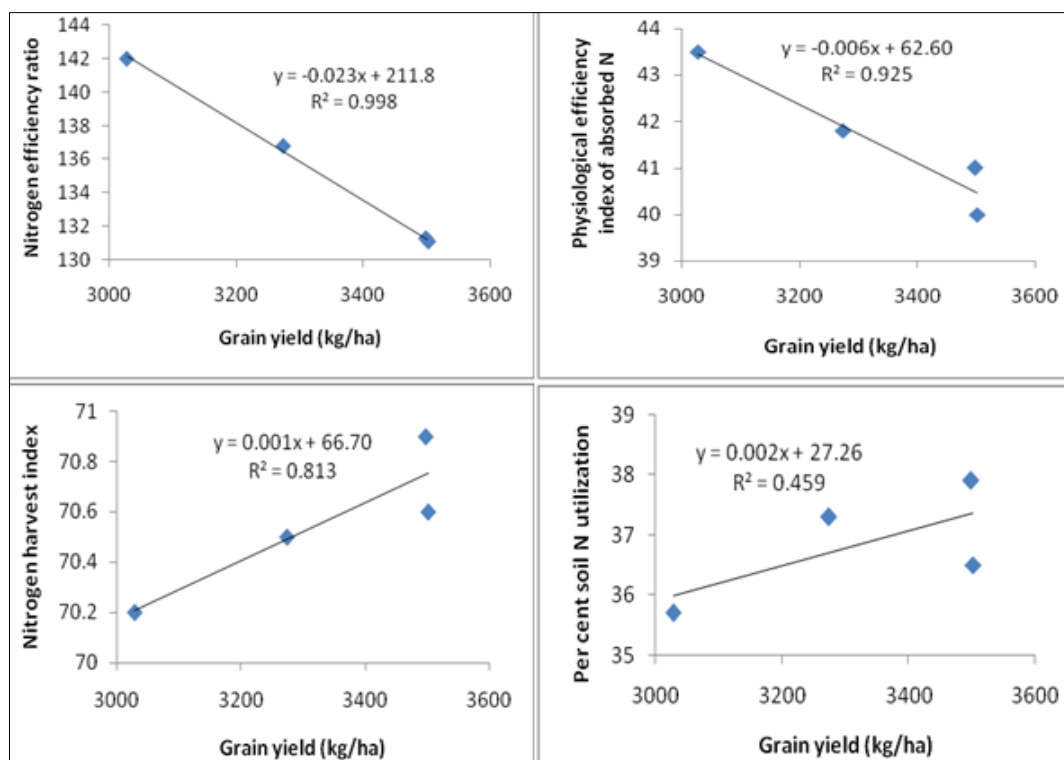 Nitrogen efficiency ratio
144
142
140
138
136
134
132
130
y = -0.023x + 211.8
R² = 0.998
3000 3200 3400 3600
Grain yield (kg/ha)
Physiological efficiency
index of absorbed N
44
43
42
41
40
39
y = -0.006x + 62.60
R² = 0.925
3000 3200 3400 3600
Grain yield (kg/ha)
Nitrogen harvest index
71
70.8
70.6
70.4
70.2
70
y = 0.001x + 66.70
R² = 0.813
3000 3200 3400 3600
Grain yield (kg/ha)
Per cent soil N utilization
39
38
37
36
35
y = 0.002x + 27.26
R² = 0.459
3000 3200 3400 3600
Grain yield (kg/ha)